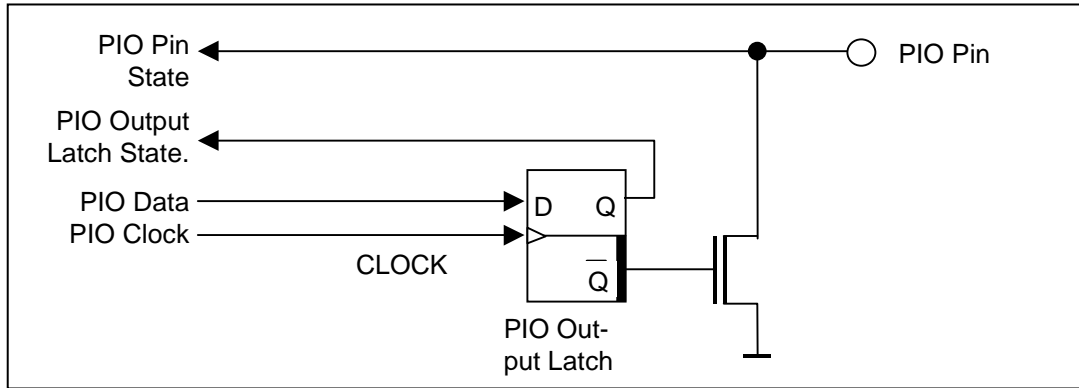 PIO Pin
State
PIO Pin
PIO Output
Latch State.
PIO Data
D Q
PIO Clock
CLOCK
Q̅
PIO Out-
put Latch